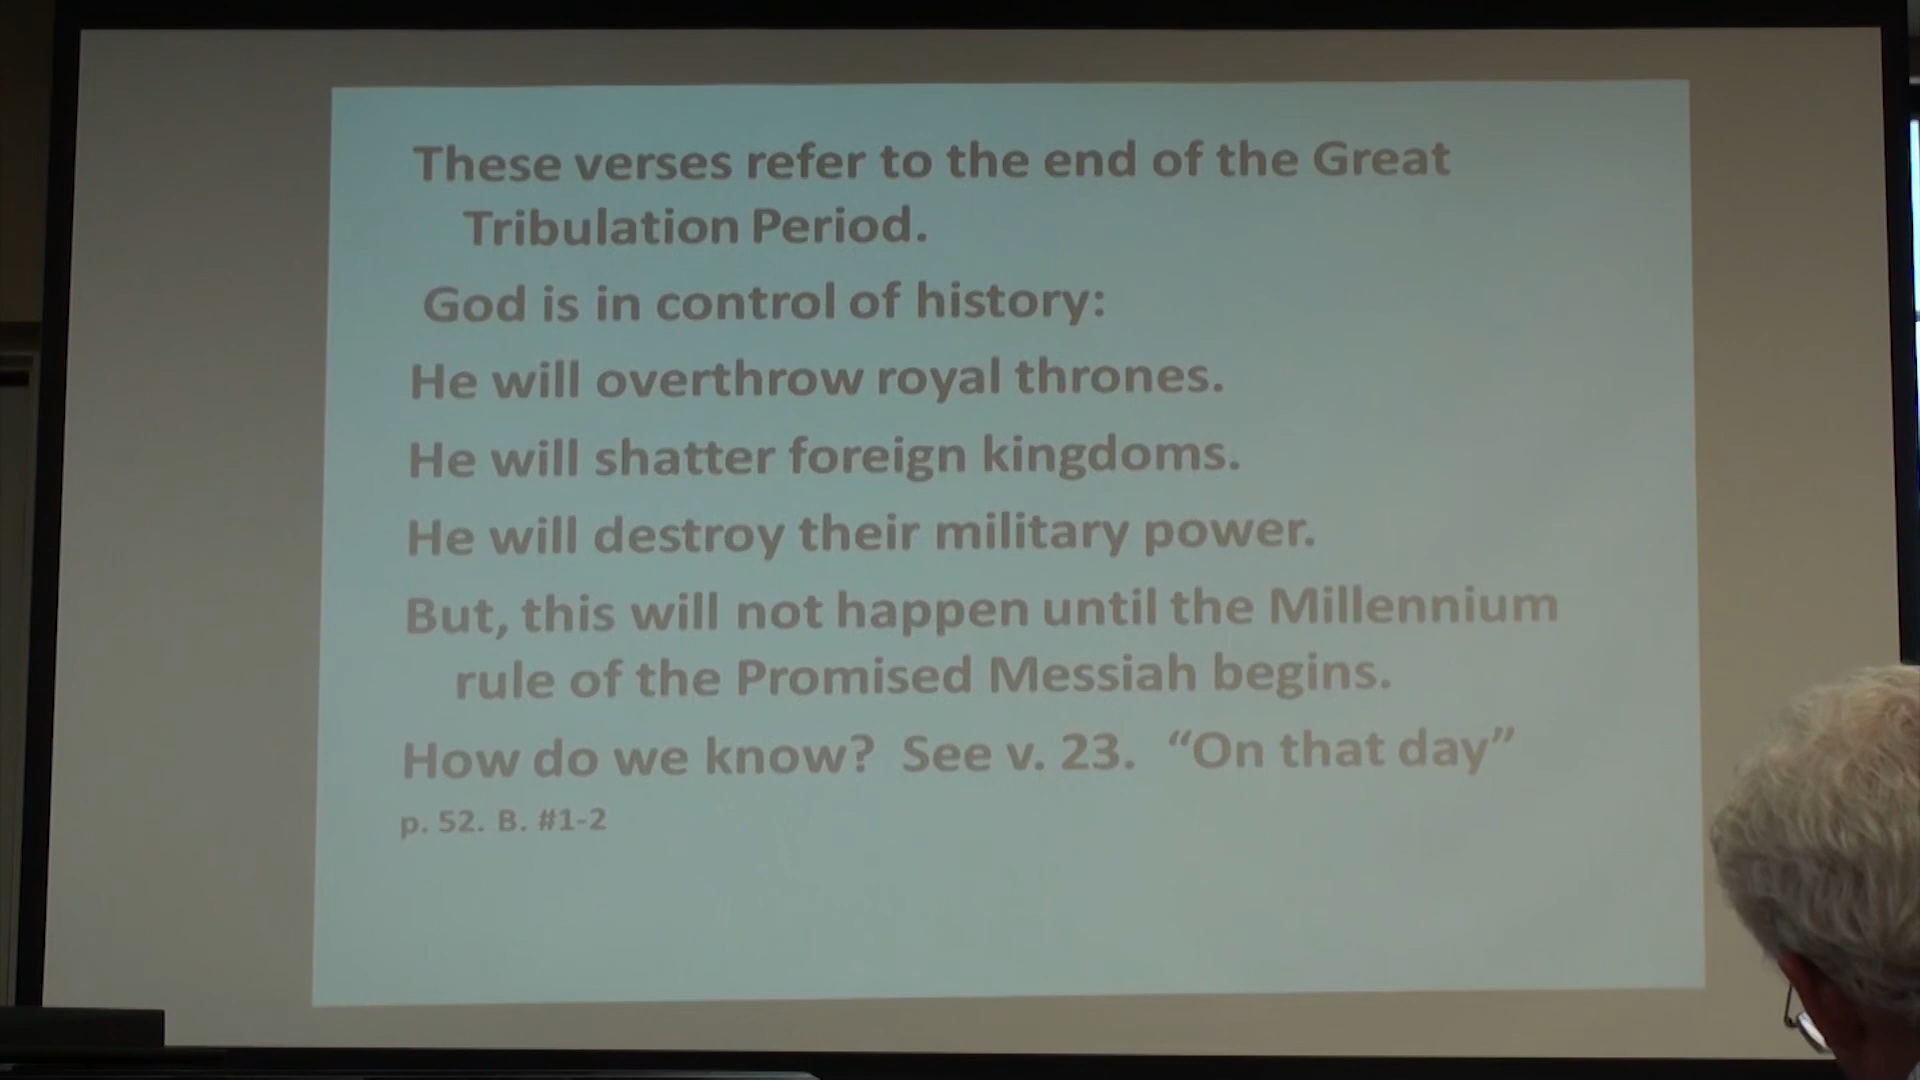 These verses refer to the end of the Great
Tribulation Period.
God is in control of history:
He will overthrow royal thrones.
He will shatter foreign kingdoms.
He will destroy their military power.
But, this will not happen until the Millennium
rule of the Promised Messiah begins.
How do we know?  See v. 23.  “On that day”
p. 52. B. #1-2